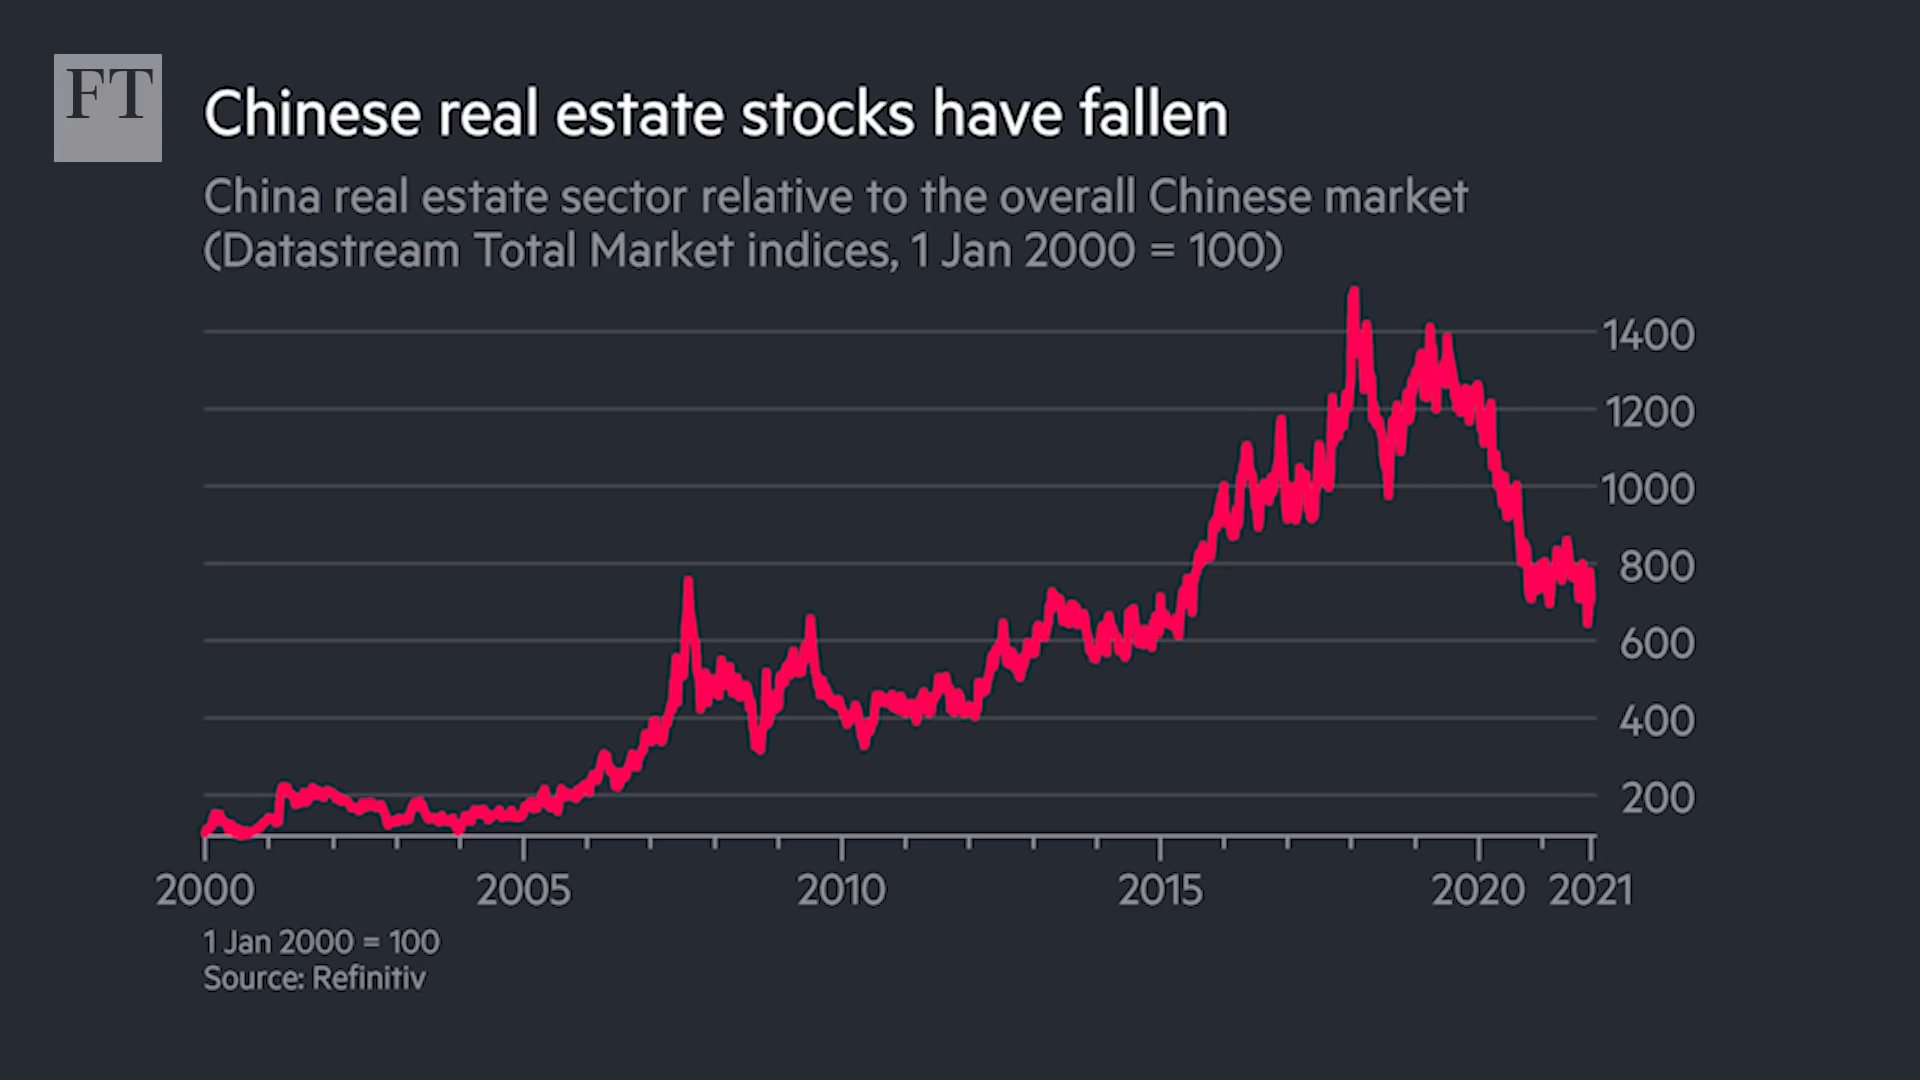 FT
Chinese real estate stocks have fallen
China real estate sector relative to the overall Chinese market
(Datastream Total Market indices, 1 Jan 2000 = 100)
1400
1200
1000
800
600
400
200
2000 2005 2010 2015 2020 2021
1 Jan 2000 = 100
Source: Refinitiv